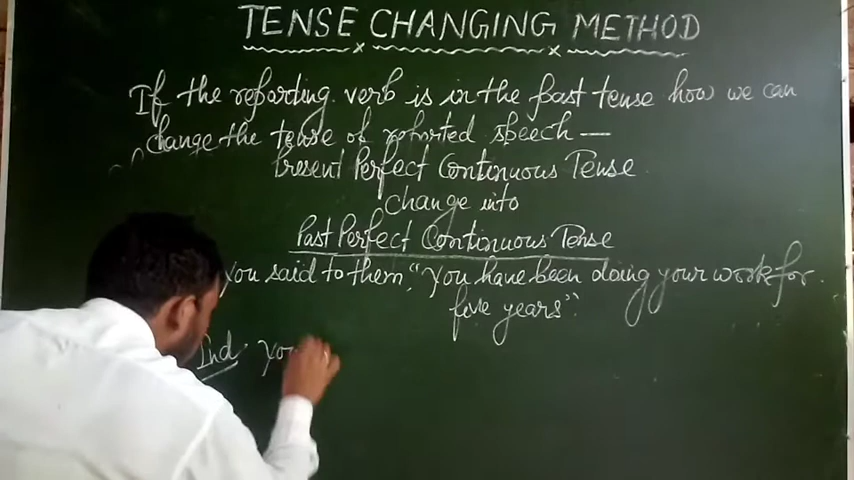 TENSE CHANGING METHOD
If the reporting verb is in the past tense how we can
change the tense of reported speech —
Present Perfect Continuous Tense
change into
Past Perfect Continuous Tense
you said to them, "you have been doing your work for
five years".
Ind. you